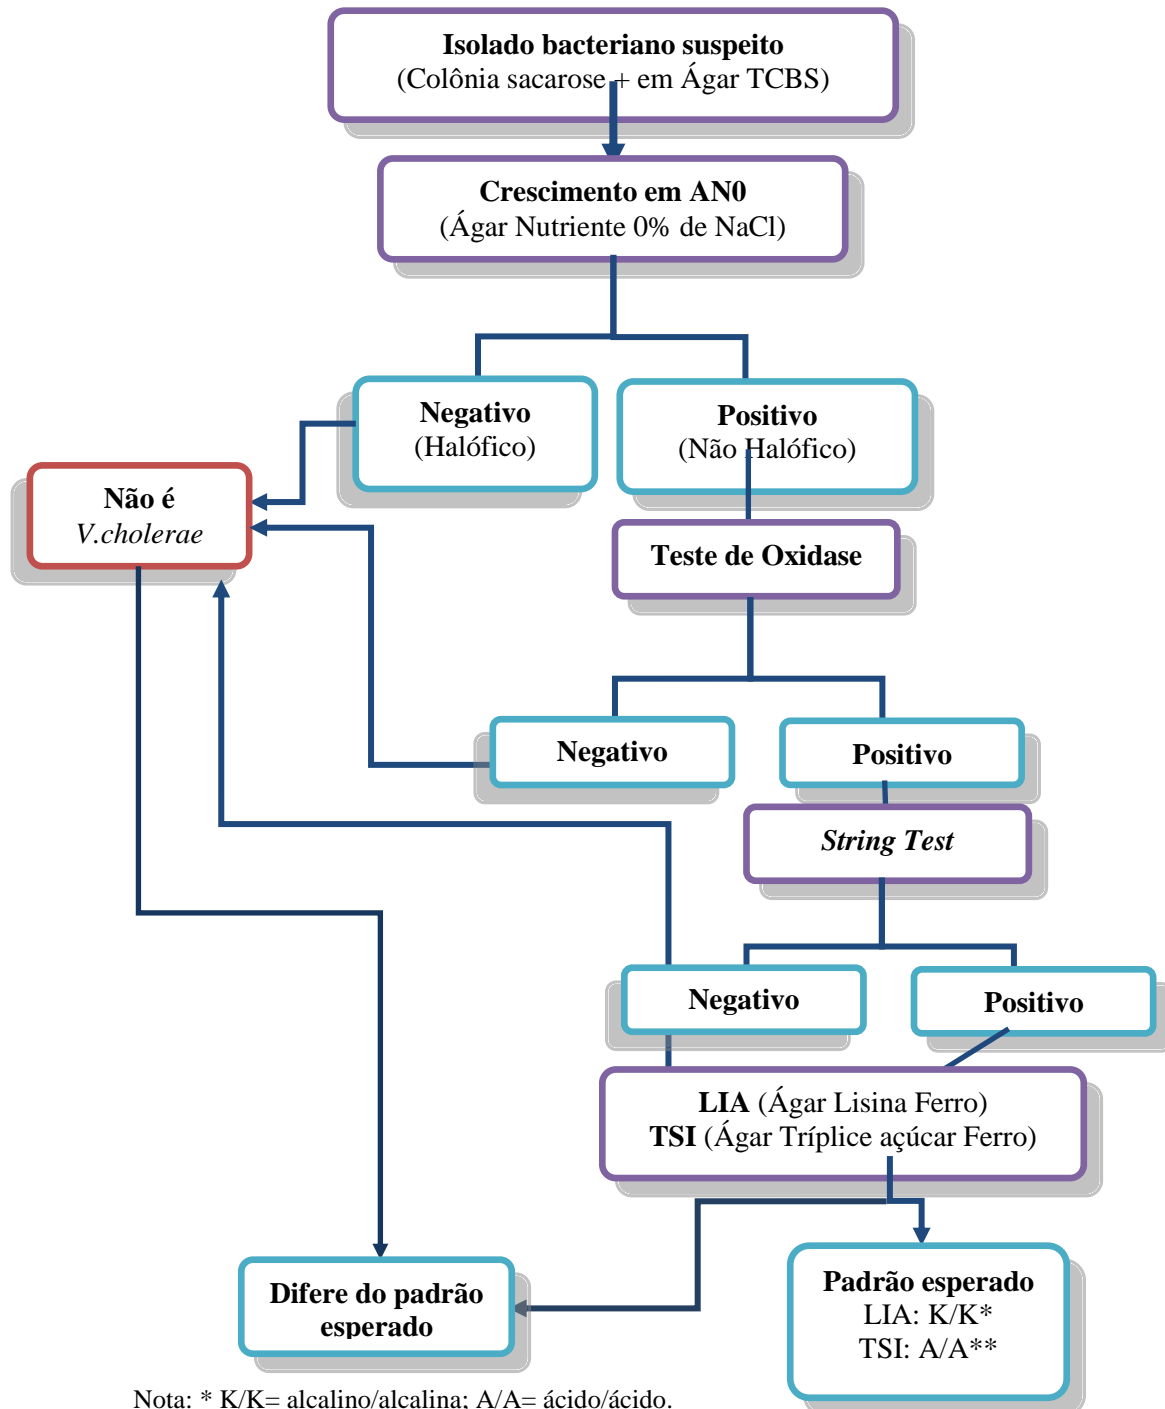 Isolado bacteriano suspeito
(Colônia sacarose + em Ágar TCBS)
Crescimento em AN0
(Ágar Nutriente 0% de NaCl)
Negativo
(Halófico)
Positivo
(Não Halófico)
Não é
V.cholerae
Teste de Oxidase
Negativo
Positivo
String Test
Negativo
Positivo
LIA (Ágar Lisina Ferro)
TSI (Ágar Tríplice açúcar Ferro)
Difere do padrão
esperado
Padrão esperado
LIA: K/K*
TSI: A/A**
Nota: * K/K= alcalino/alcalina; A/A= ácido/ácido.